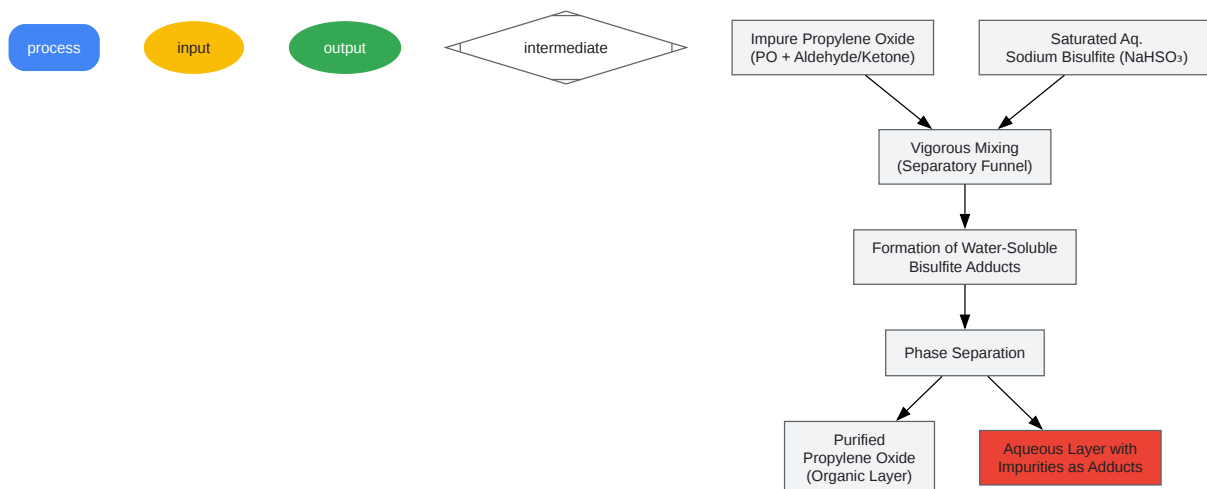 process
input
output
intermediate
Impure Propylene Oxide
(PO + Aldehyde/Ketone)
Saturated Aq.
Sodium Bisulfite (NaHSO₃)
Vigorous Mixing
(Separatory Funnel)
Formation of Water-Soluble
Bisulfite Adducts
Phase Separation
Purified
Propylene Oxide
(Organic Layer)
Aqueous Layer with
Impurities as Adducts